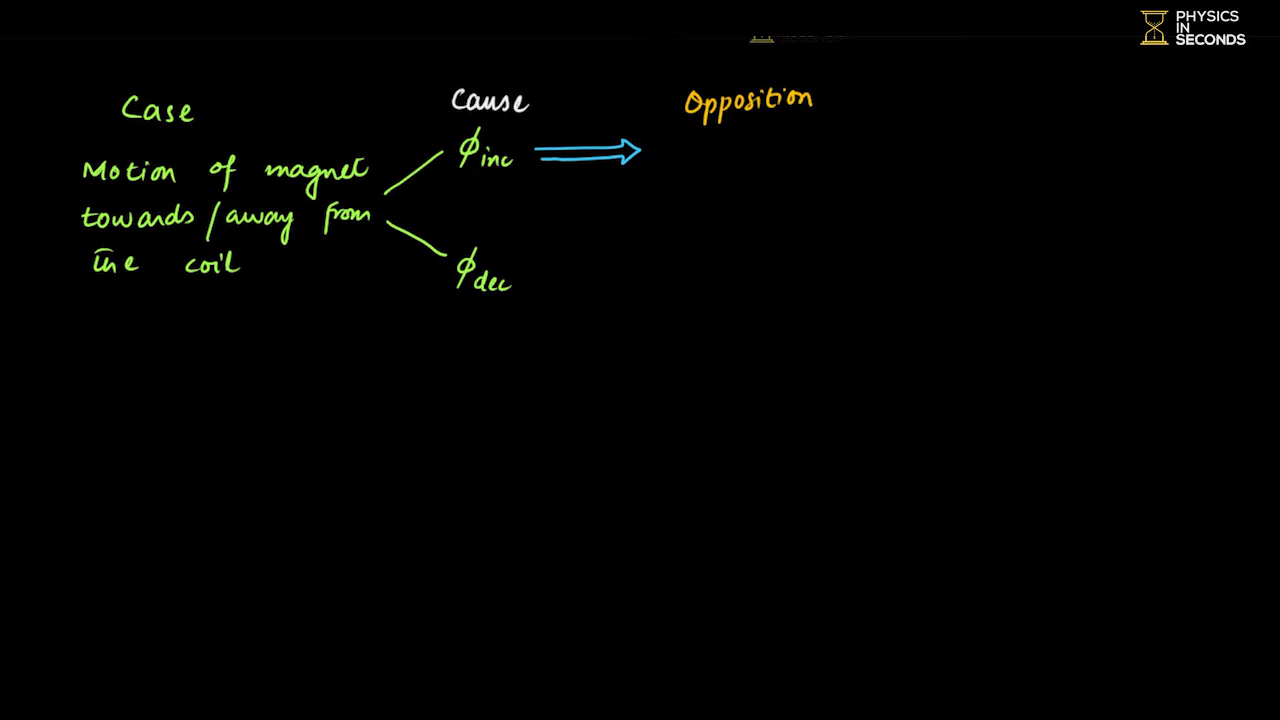 PHYSICS
IN
SECONDS
Case
Cause
Opposition
Motion of magnet
towards/away from
the coil
ϕinc
ϕdec